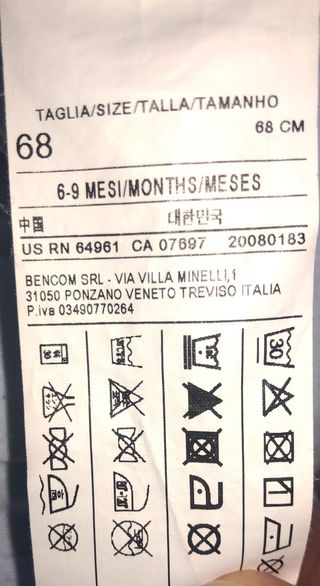 TAGLIA/SIZE/TALLA/TAMANHO
68 68 CM
6-9 MESI/MONTHS/MESES
中国 대한민국
US RN 64961 CA 07697 20080183
BENCOM SRL - VIA VILLA MINELLI,1
31050 PONZANO VENETO TREVISO ITALIA
P.iva 03490770264
30